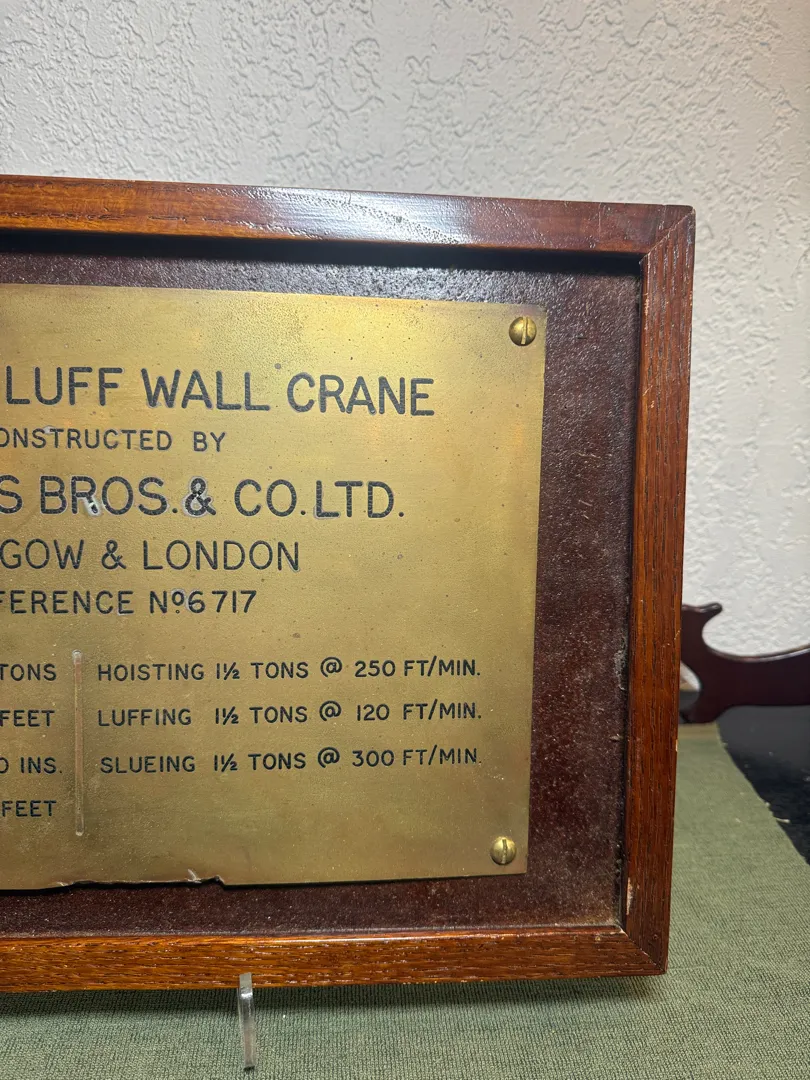 LUFF WALL CRANE
ONSTRUCTED BY
S BROS. & CO. LTD.
GOW & LONDON
FERENCE Nº 6717
TONS HOISTING 1½ TONS @ 250 FT/MIN.
FEET LUFFING 1½ TONS @ 120 FT/MIN.
0 INS. SLUEING 1½ TONS @ 300 FT/MIN.
FEET